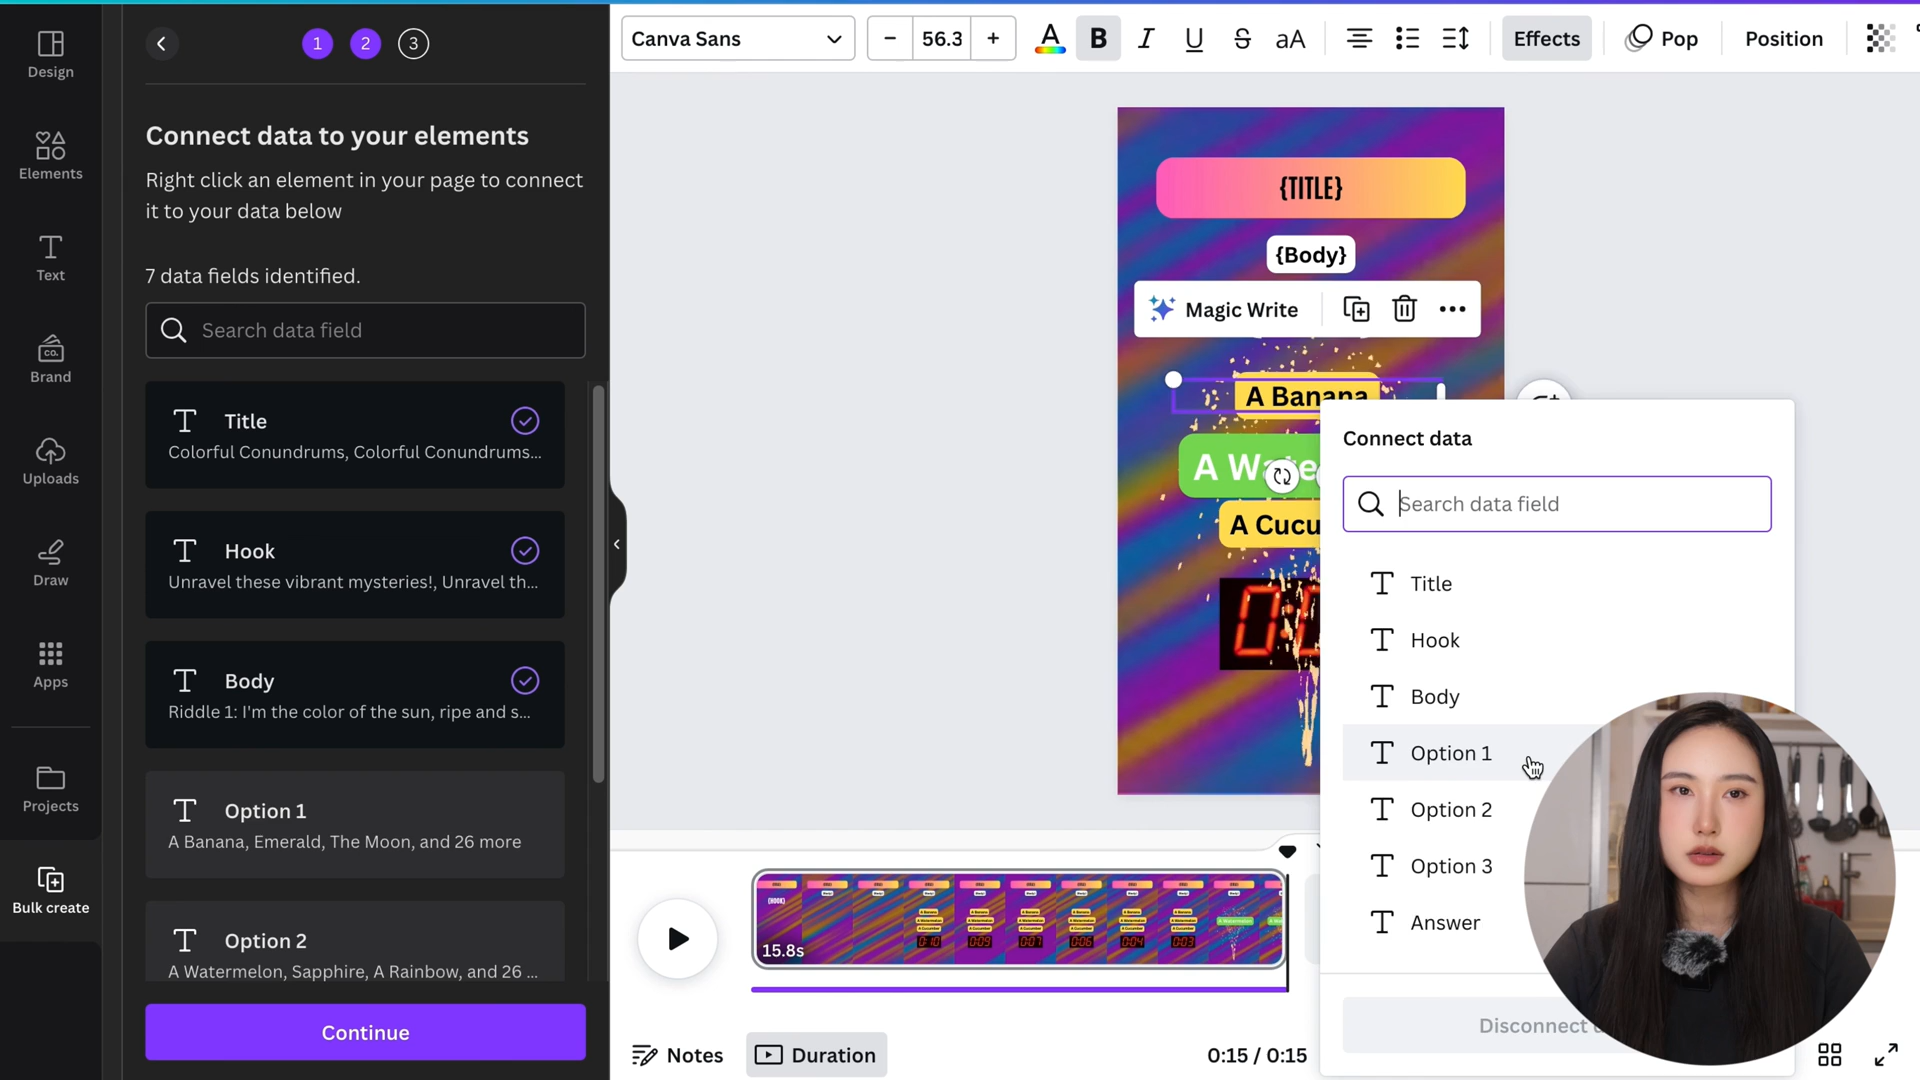 Design
Elements
Text
co.
Brand
Uploads
Draw
Apps
Projects
Bulk create
1
2
3
Connect data to your elements
Right click an element in your page to connect
it to your data below
7 data fields identified.
Search data field
Title
Colorful Conundrums, Colorful Conundrums...
Hook
Unravel these vibrant mysteries!, Unravel th...
Body
Riddle 1: I'm the color of the sun, ripe and s...
Option 1
A Banana, Emerald, The Moon, and 26 more
Option 2
A Watermelon, Sapphire, A Rainbow, and 26 ...
Continue
Canva Sans
56.3
A
B
I
U
S
aA
Effects
Pop
Position
{TITLE}
{Body}
Magic Write
A Banana
A Wate
A Cucu
Connect data
Search data field
Title
Hook
Body
Option 1
Option 2
Option 3
Answer
Disconnect
15.8s
Notes
Duration
0:15 / 0:15